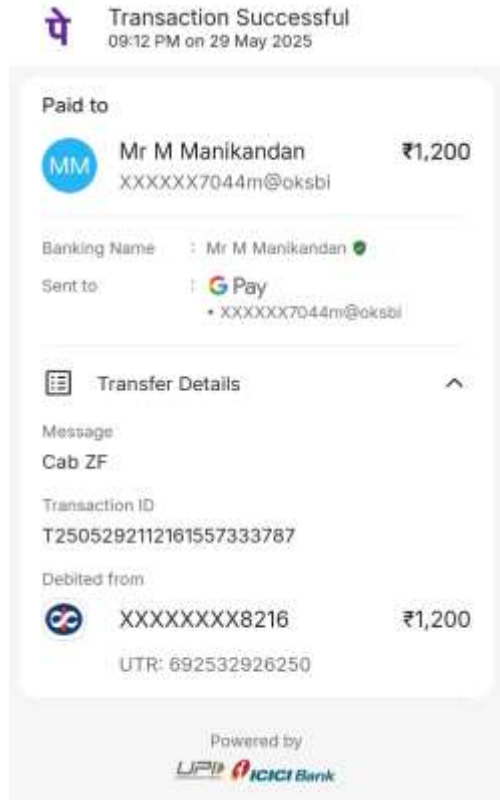 पे
Transaction Successful
09:12 PM on 29 May 2025
Paid to
MM
Mr M Manikandan ₹1,200
XXXXXX7044m@oksbi
Banking Name : Mr M Manikandan
Sent to : G Pay
• XXXXXX7044m@oksbi
Transfer Details
Message
Cab ZF
Transaction ID
T2505292112161557333787
Debited from
XXXXXXXX8216 ₹1,200
UTR: 692532926250
Powered by
UPI ICICI Bank